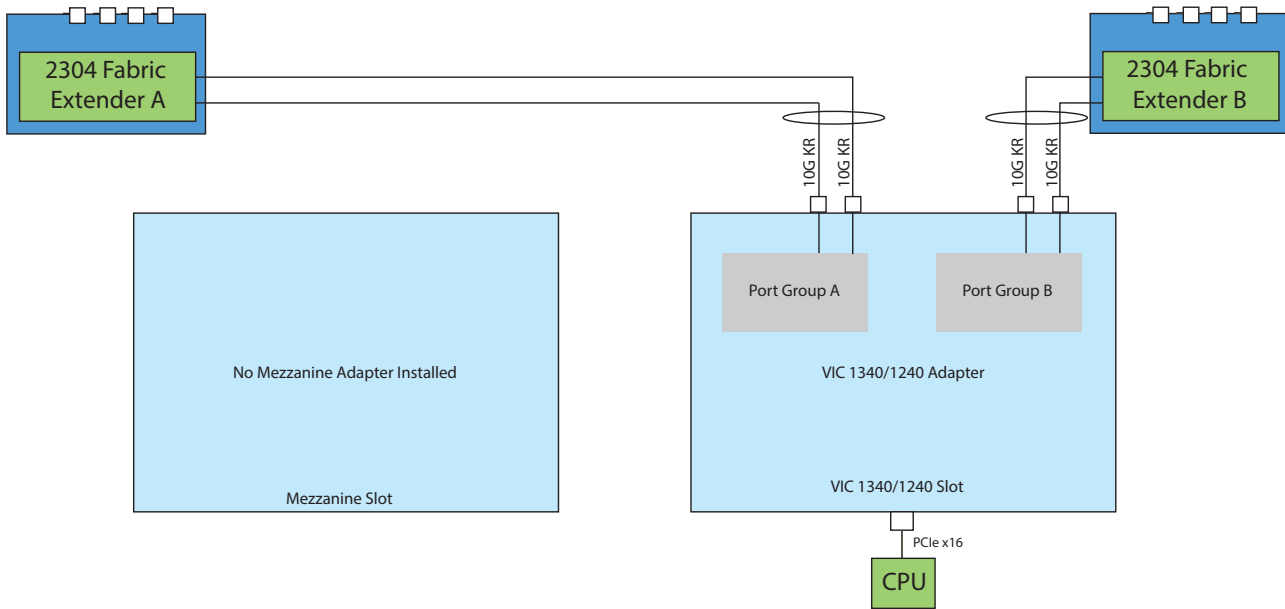 2304 Fabric
Extender A
2304 Fabric
Extender B
10G KR
10G KR
10G KR
10G KR
Port Group A
Port Group B
No Mezzanine Adapter Installed
VIC 1340/1240 Adapter
Mezzanine Slot
VIC 1340/1240 Slot
PCIe x16
CPU